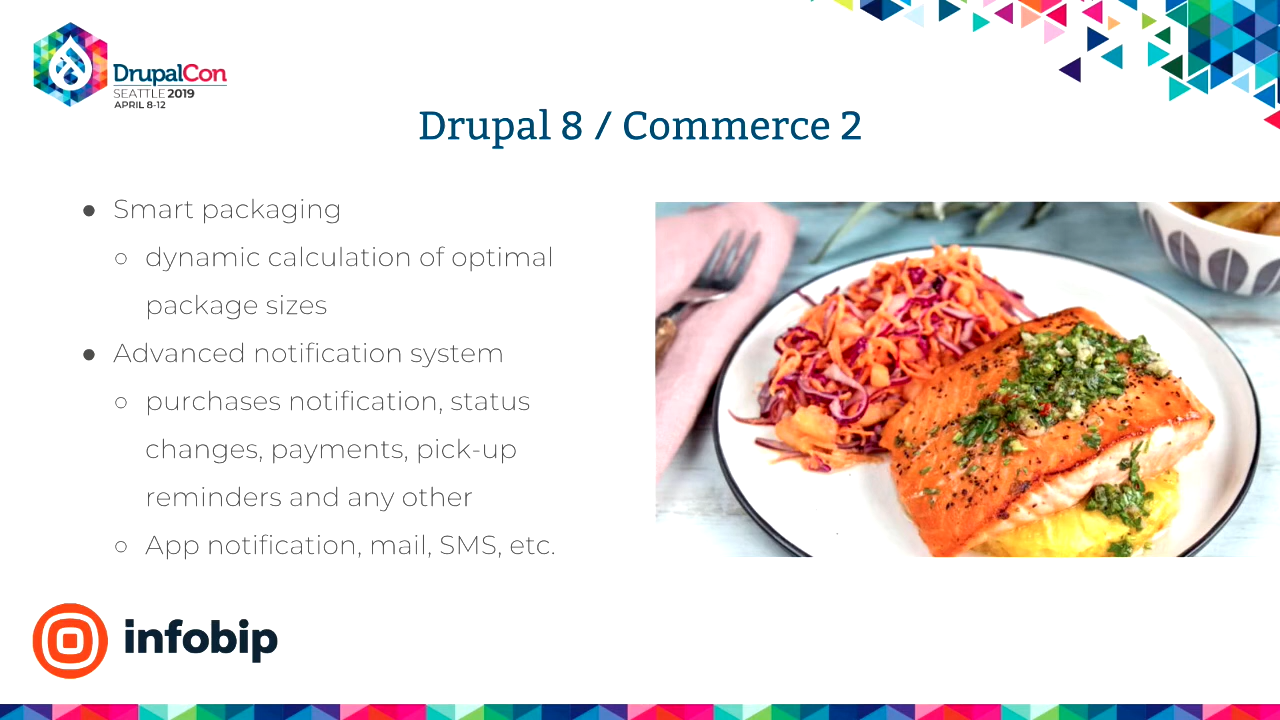 DrupalCon
SEATTLE 2019
APRIL 8-12
Drupal 8 / Commerce 2
● Smart packaging
○ dynamic calculation of optimal
package sizes
● Advanced notification system
○ purchases notification, status
changes, payments, pick-up
reminders and any other
○ App notification, mail, SMS, etc.
infobip